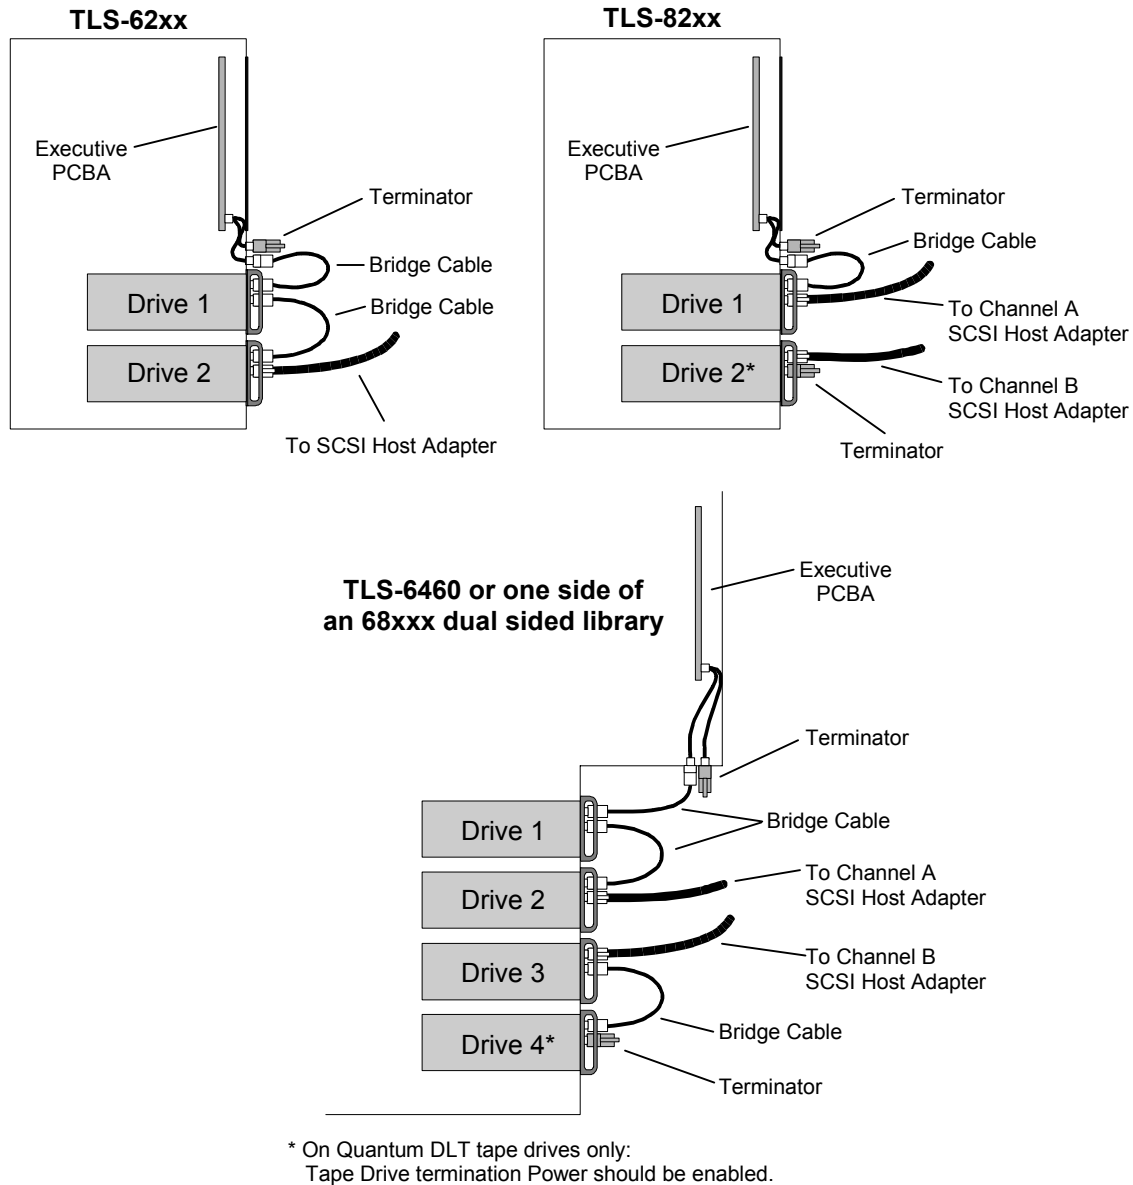 TLS-62xx
Executive
PCBA
Terminator
Bridge Cable
Bridge Cable
Drive 1
Drive 2
To SCSI Host Adapter
TLS-82xx
Executive
PCBA
Terminator
Bridge Cable
Drive 1
To Channel A
SCSI Host Adapter
Drive 2*
To Channel B
SCSI Host Adapter
Terminator
TLS-6460 or one side of
an 68xxx dual sided library
Executive
PCBA
Terminator
Drive 1
Bridge Cable
Drive 2
To Channel A
SCSI Host Adapter
Drive 3
To Channel B
SCSI Host Adapter
Bridge Cable
Drive 4*
Terminator
* On Quantum DLT tape drives only:
Tape Drive termination Power should be enabled.